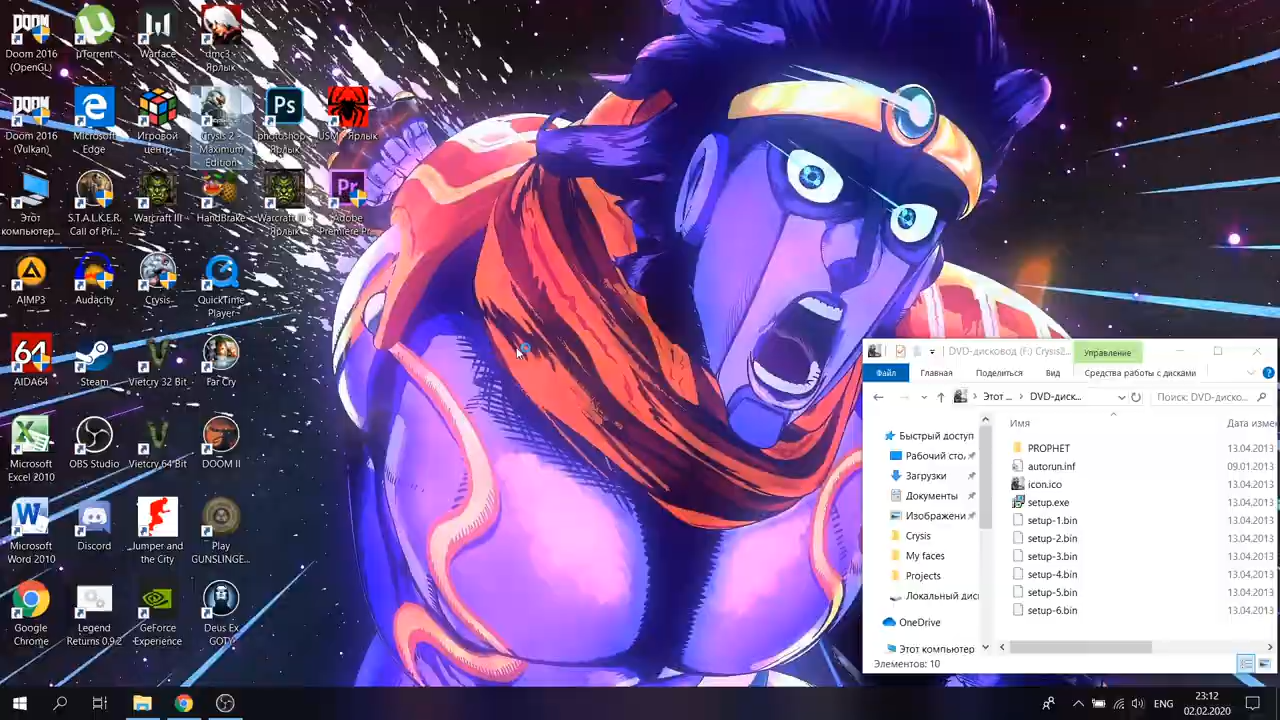 Doom 2016
(OpenGL)
µTorrent
Warface
dmc3 -
Ярлык
Doom 2016
(Vulkan)
Microsoft
Edge
Игровой
центр
Crysis 2 -
Maximum
Edition
Ps
photoshop -
Ярлык
USM - Ярлык
Этот
компьютер...
S.T.A.L.K.E.R.
Call of Pri...
Warcraft III
HandBrake
Warcraft III -
Ярлык
Pr
Adobe
Premiere Pr...
AIMP3
Audacity
Crysis
QuickTime
Player
64
AIDA64
Steam
Vietcry 32 Bit
Far Cry
Microsoft
Excel 2010
OBS Studio
Vietcry 64 Bit
DOOM II
Microsoft
Word 2010
Discord
Jumper and
the City
Play
GUNSLINGE...
Google
Chrome
Legend
Returns 0.9.2
GeForce
Experience
Deus Ex
GOTY
DVD-дисковод (F:) Crysis2...
Управление
Файл
Главная
Поделиться
Вид
Средства работы с дисками
Этот ...
DVD-диск...
Поиск: DVD-диско...
Имя
Дата измен
Быстрый доступ
Рабочий сто
Загрузки
Документы
Изображени
Crysis
My faces
Projects
Локальный дис
OneDrive
Этот компьютер
PROPHET 13.04.2013
autorun.inf 09.01.2013
icon.ico 13.04.2013
setup.exe 13.04.2013
setup-1.bin 13.04.2013
setup-2.bin 13.04.2013
setup-3.bin 13.04.2013
setup-4.bin 13.04.2013
setup-5.bin 13.04.2013
setup-6.bin 13.04.2013
Элементов: 10
ENG
23:12
02.02.2020